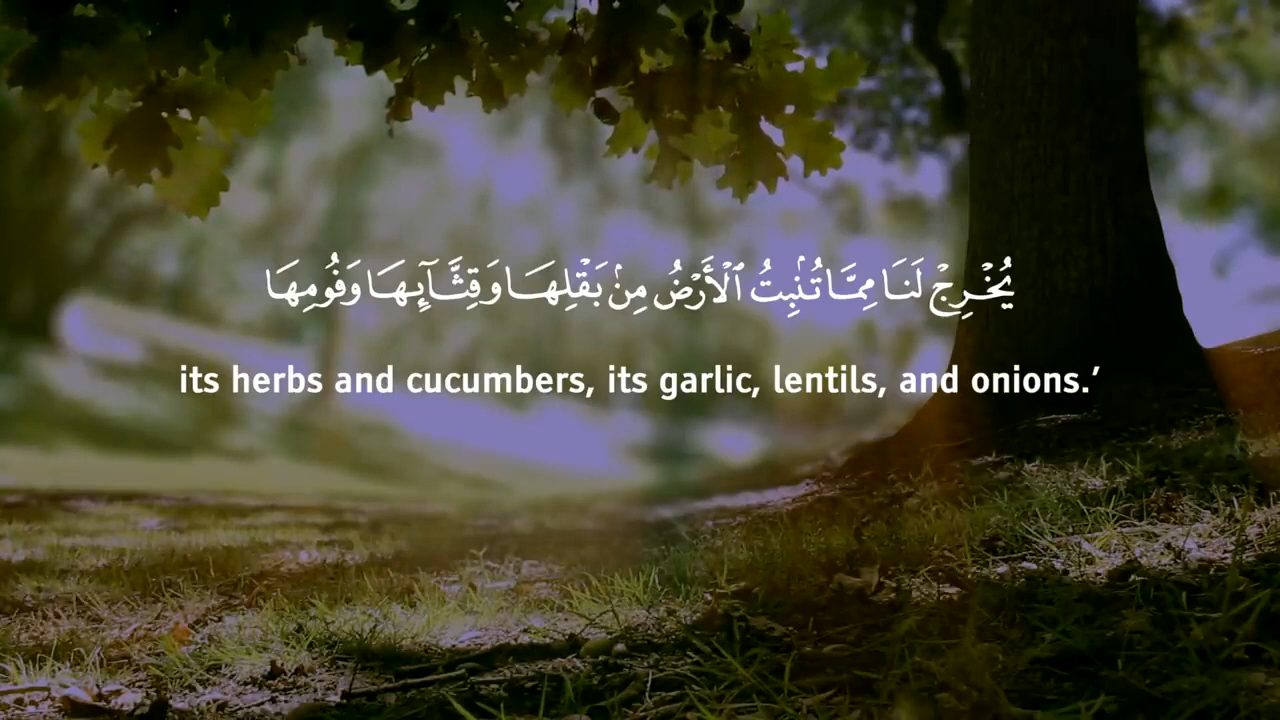 يُخْرِجْ لَنَا مِمَّا تُنۢبِتُ ٱلْأَرْضُ مِنۢ بَقْلِهَا وَقِثَّآئِهَا وَفُومِهَا
its herbs and cucumbers, its garlic, lentils, and onions.’